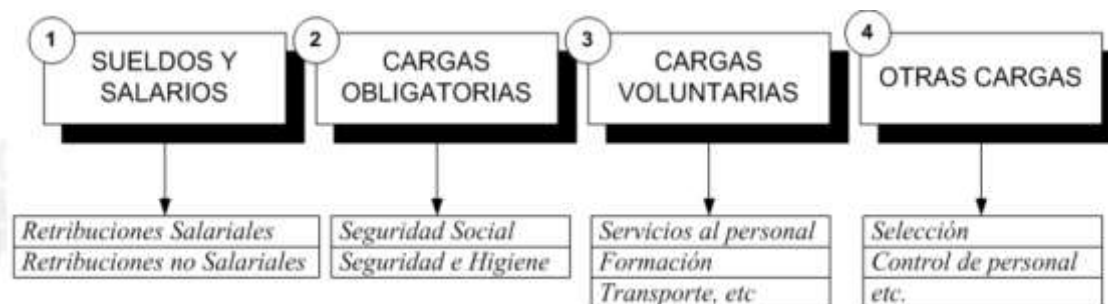 1
SUELDOS Y
SALARIOS
Retribuciones Salariales
Retribuciones no Salariales
2
CARGAS
OBLIGATORIAS
Seguridad Social
Seguridad e Higiene
3
CARGAS
VOLUNTARIAS
Servicios al personal
Formación
Transporte, etc
4
OTRAS CARGAS
Selección
Control de personal
etc.